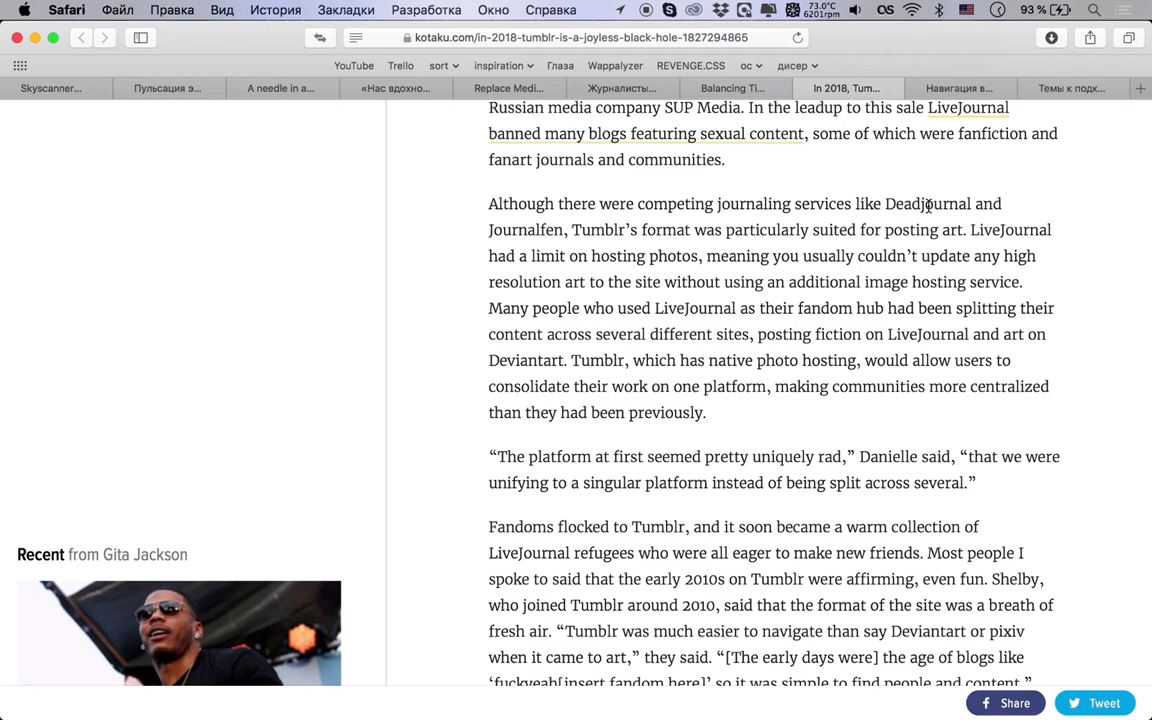 Safari Файл Правка Вид История Закладки Разработка Окно Справка 73.0°C 6201rpm 93 %
kotaku.com/in-2018-tumblr-is-a-joyless-black-hole-1827294865
YouTube Trello sort inspiration Глаза Wappalyzer REVENGE.CSS ос дисер
Skyscanner... Пульсация э... A needle in a... «Нас вдохно... Replace Medi... Журналисты... Balancing Ti... In 2018, Tum... Навигация в... Темы к подк...
Russian media company SUP Media. In the leadup to this sale LiveJournal
banned many blogs featuring sexual content, some of which were fanfiction and
fanart journals and communities.
Although there were competing journaling services like Deadjournal and
Journalfen, Tumblr’s format was particularly suited for posting art. LiveJournal
had a limit on hosting photos, meaning you usually couldn’t update any high
resolution art to the site without using an additional image hosting service.
Many people who used LiveJournal as their fandom hub had been splitting their
content across several different sites, posting fiction on LiveJournal and art on
Deviantart. Tumblr, which has native photo hosting, would allow users to
consolidate their work on one platform, making communities more centralized
than they had been previously.
“The platform at first seemed pretty uniquely rad,” Danielle said, “that we were
unifying to a singular platform instead of being split across several.”
Fandoms flocked to Tumblr, and it soon became a warm collection of
LiveJournal refugees who were all eager to make new friends. Most people I
spoke to said that the early 2010s on Tumblr were affirming, even fun. Shelby,
who joined Tumblr around 2010, said that the format of the site was a breath of
fresh air. “Tumblr was much easier to navigate than say Deviantart or pixiv
when it came to art,” they said. “[The early days were] the age of blogs like
‘fuckyeah[insert fandom here]’ so it was simple to find people and content.”
Recent from Gita Jackson
Share Tweet